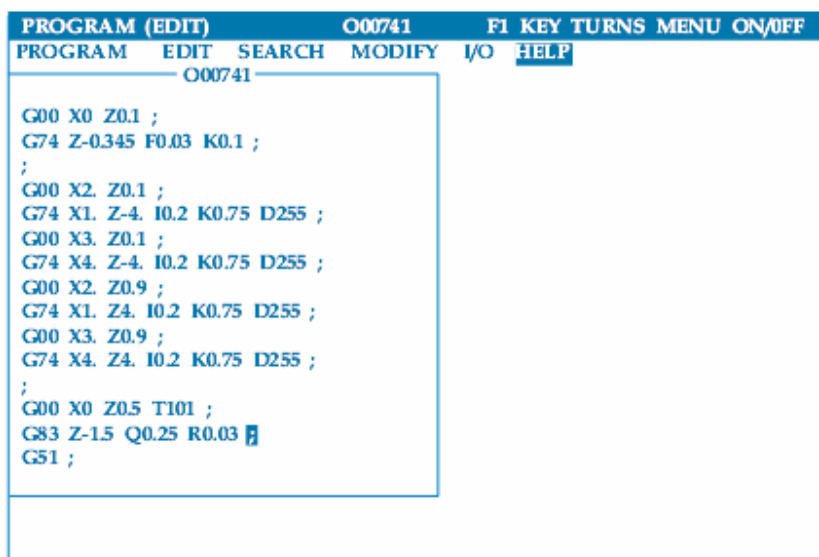 PROGRAM (EDIT) O00741 F1 KEY TURNS MENU ON/0FF
PROGRAM EDIT SEARCH MODIFY I/O HELP
O00741
G00 X0 Z0.1 ;
G74 Z-0.345 F0.03 K0.1 ;
;
G00 X2. Z0.1 ;
G74 X1. Z-4. I0.2 K0.75 D255 ;
G00 X3. Z0.1 ;
G74 X4. Z-4. I0.2 K0.75 D255 ;
G00 X2. Z0.9 ;
G74 X1. Z4. I0.2 K0.75 D255 ;
G00 X3. Z0.9 ;
G74 X4. Z4. I0.2 K0.75 D255 ;
;
G00 X0 Z0.5 T101 ;
G83 Z-1.5 Q0.25 R0.03 ;
G51 ;